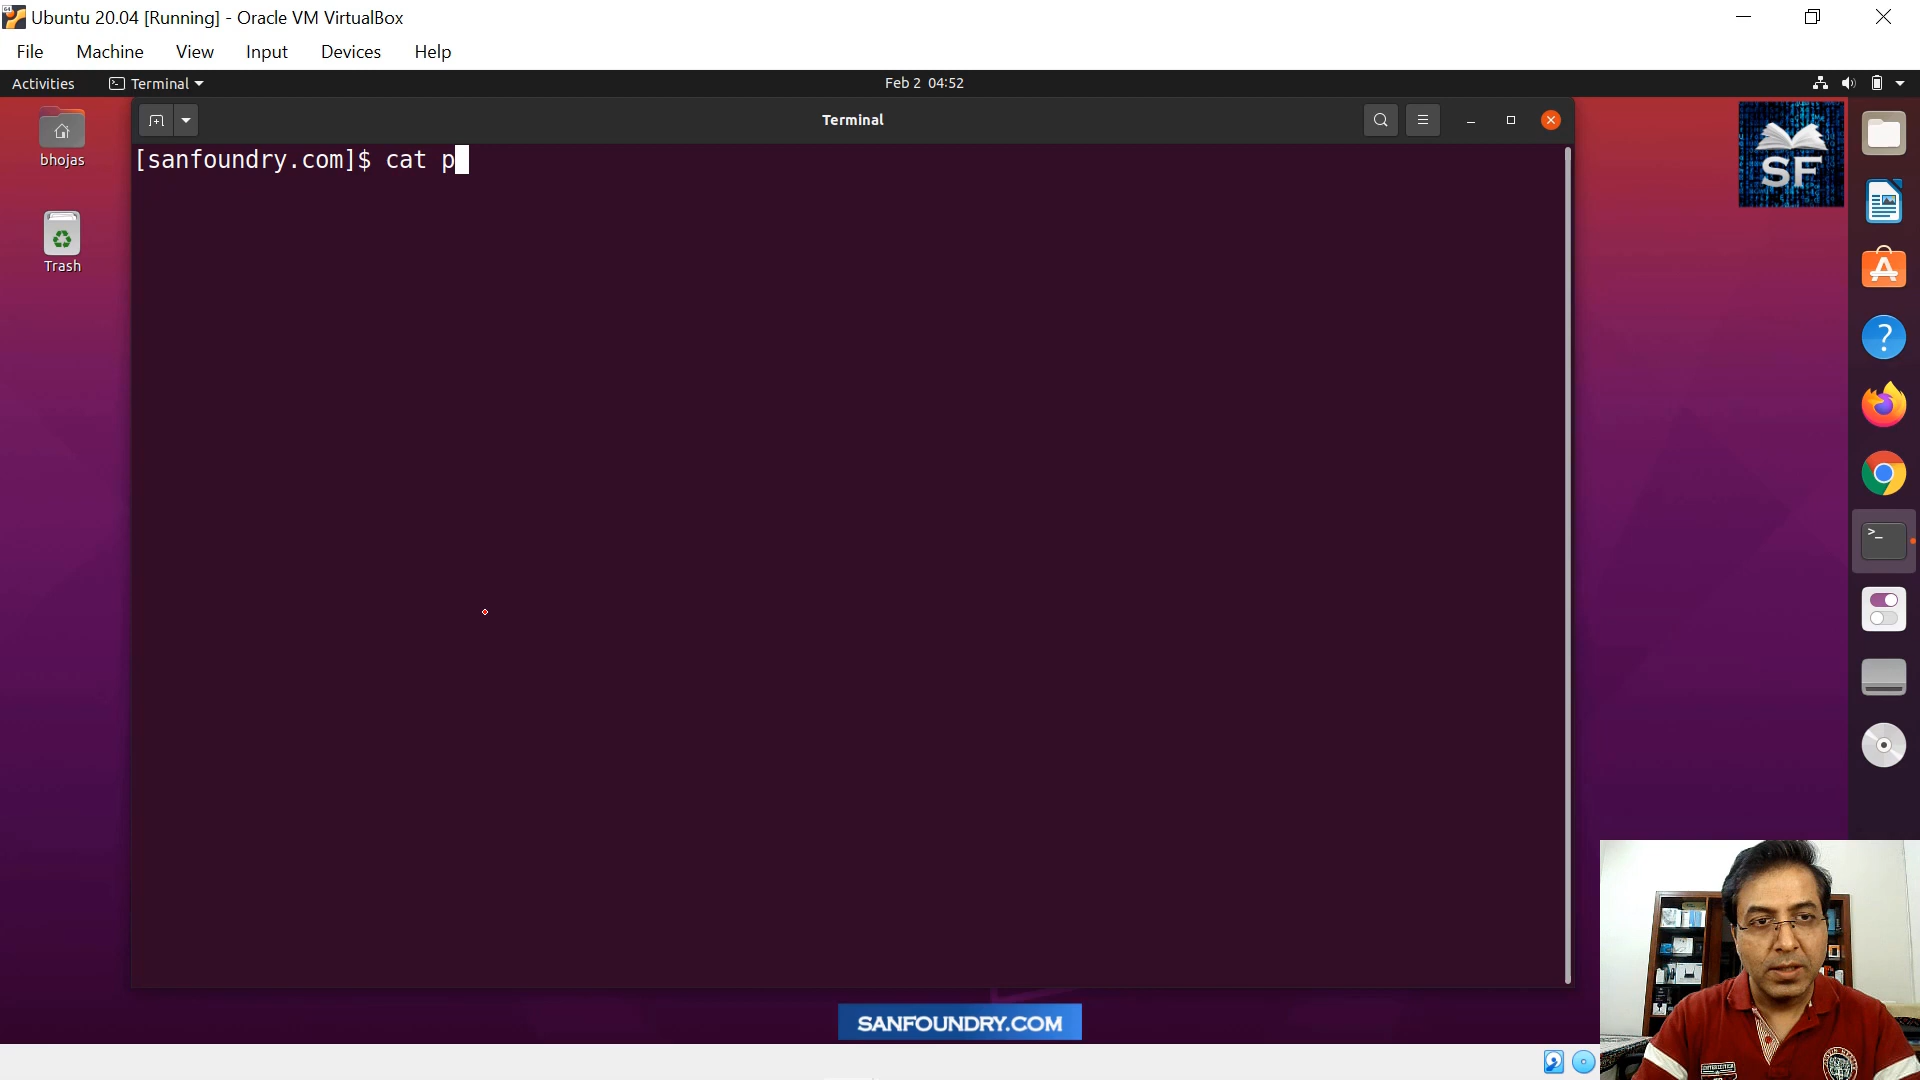 Ubuntu 20.04 [Running] - Oracle VM VirtualBox
File Machine View Input Devices Help
Activities Terminal Feb 2 04:52
Terminal
bhojas
Trash
[sanfoundry.com]$ cat p
SF
SANFOUNDRY.COM